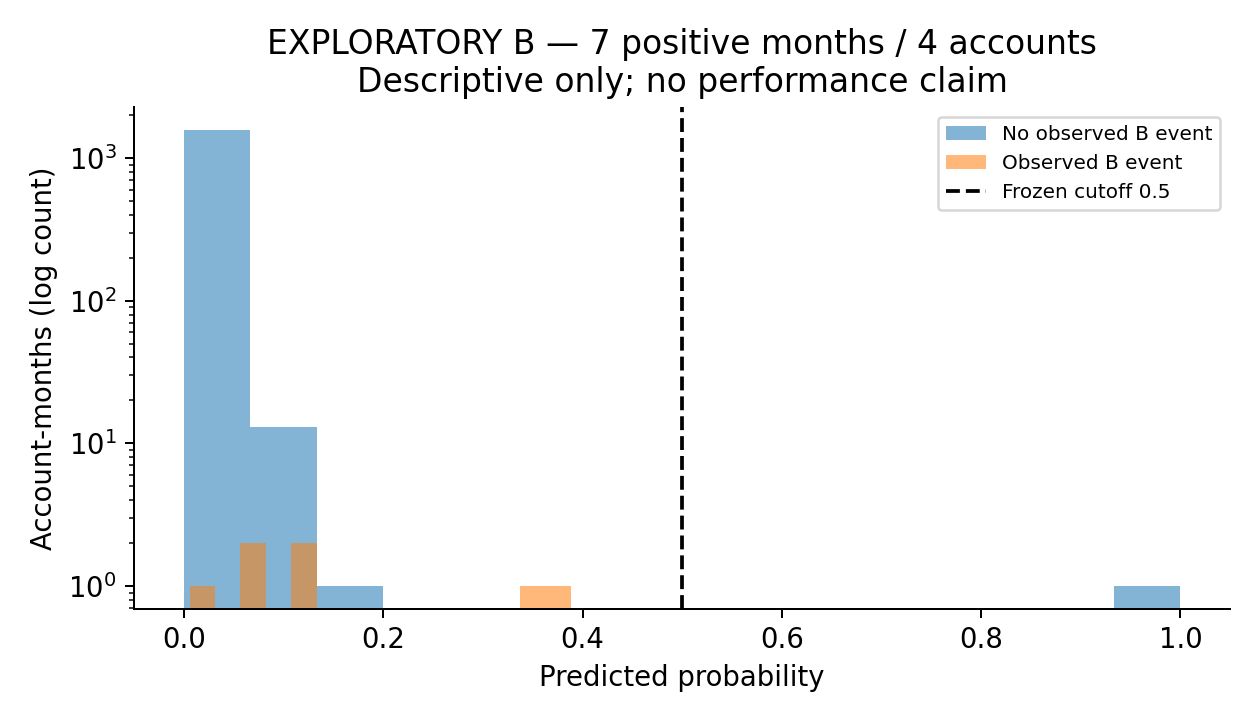 EXPLORATORY B — 7 positive months / 4 accounts
Descriptive only; no performance claim
No observed B event
Observed B event
Frozen cutoff 0.5
Account-months (log count)
10³
10²
10¹
10⁰
0.0 0.2 0.4 0.6 0.8 1.0
Predicted probability